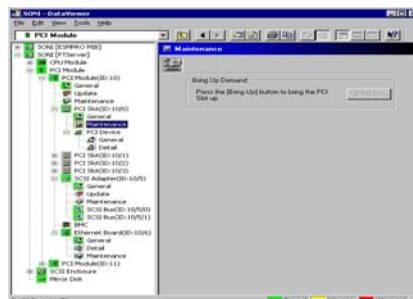 SONI - DataViewer
File Edit View Tools Help
PCI Module
SONI [ESMPRO MIB]
SONI [FTServer]
CPU Module
PCI Module
PCI Module(ID:10)
General
Update
Maintenance
PCI Slot(ID:10/0)
General
Maintenance
PCI Device
General
Detail
PCI Slot(ID:10/1)
PCI Slot(ID:10/2)
PCI Slot(ID:10/3)
SCSI Adapter(ID:10/5)
General
Update
Maintenance
SCSI Bus(ID:10/5/0)
SCSI Bus(ID:10/5/1)
BMC
Ethernet Board(ID:10/6)
General
Detail
Maintenance
PCI Module(ID:11)
SCSI Enclosure
Mirror Disk
Maintenance
Bring Up Demand
Press the [Bring Up] button to bring the PCI
Slot up.